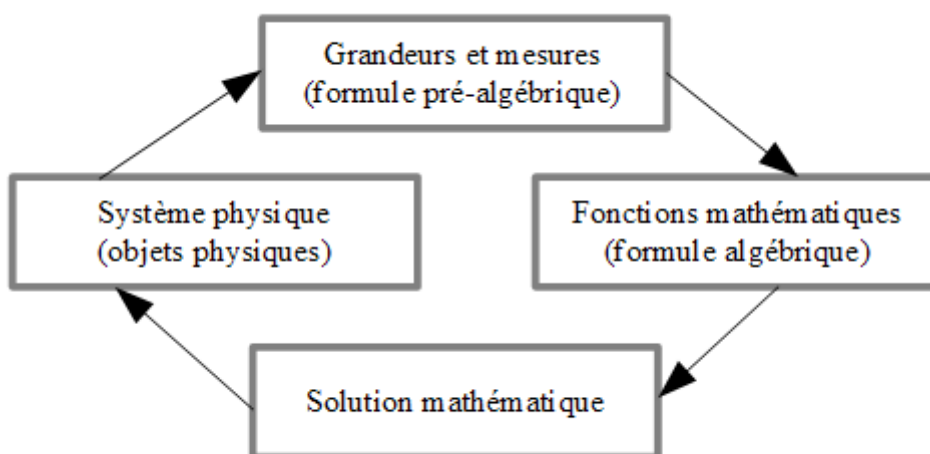 Grandeurs et mesures
(formule pré-algébrique)
Système physique
(objets physiques)
Fonctions mathématiques
(formule algébrique)
Solution mathématique